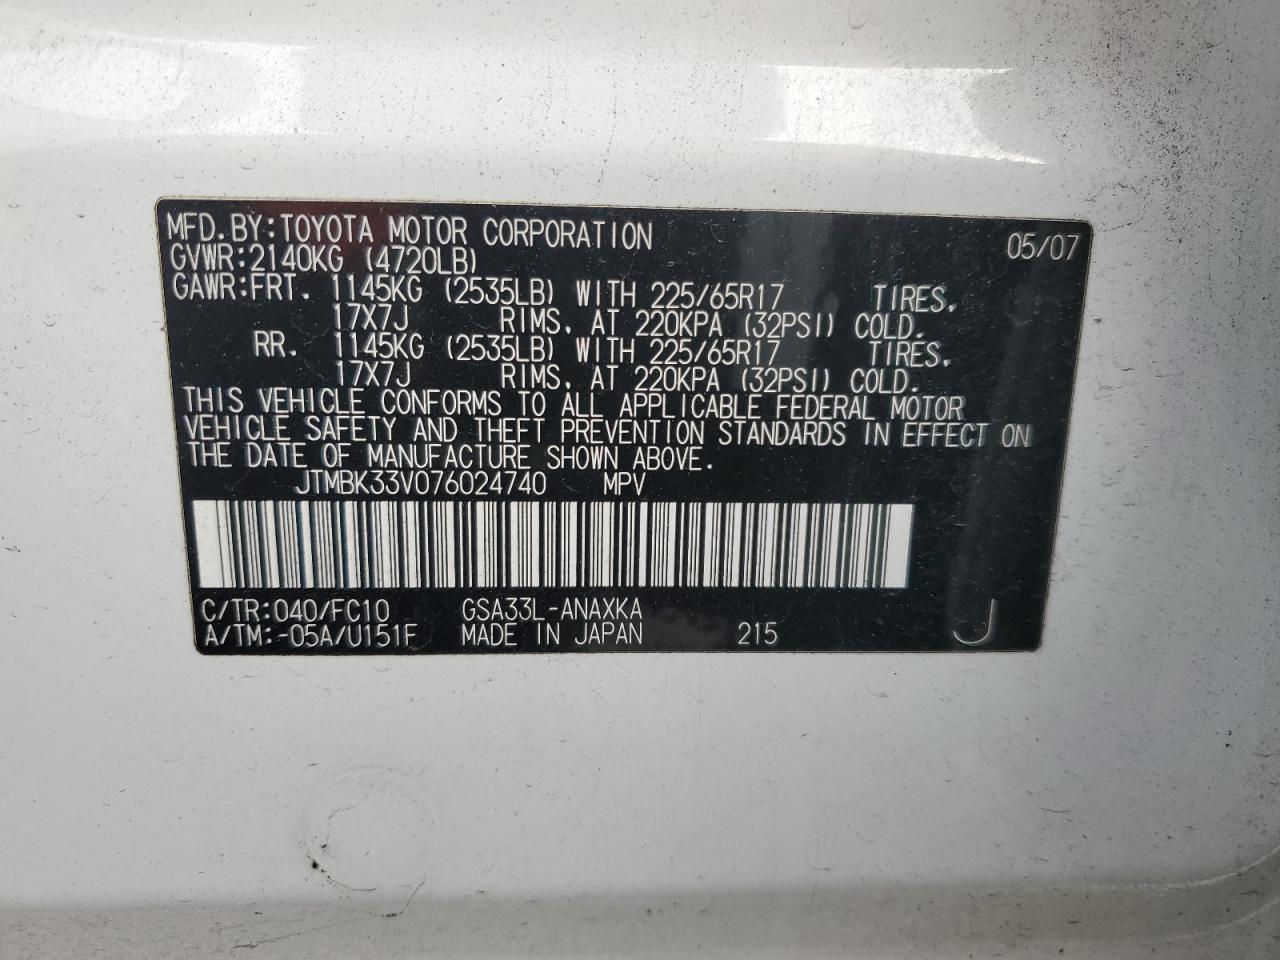 MFD.BY:TOYOTA MOTOR CORPORATION 05/07
GVWR:2140KG (4720LB)
GAWR:FRT. 1145KG (2535LB) WITH 225/65R17 TIRES.
17X7J RIMS. AT 220KPA (32PSI) COLD.
RR. 1145KG (2535LB) WITH 225/65R17 TIRES.
17X7J RIMS. AT 220KPA (32PSI) COLD.
THIS VEHICLE CONFORMS TO ALL APPLICABLE FEDERAL MOTOR
VEHICLE SAFETY AND THEFT PREVENTION STANDARDS IN EFFECT ON
THE DATE OF MANUFACTURE SHOWN ABOVE.
JTMBK33V076024740 MPV
C/TR:040/FC10 GSA33L-ANAXKA
A/TM:-05A/U151F MADE IN JAPAN 215 J